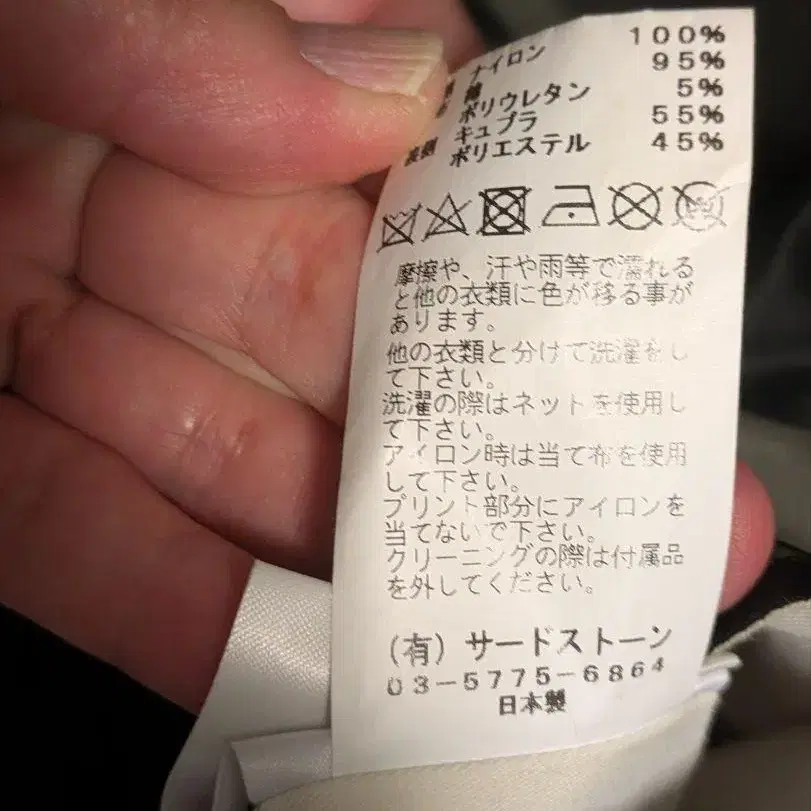 ナイロン 100%
綿 95%
ポリウレタン 5%
キュプラ 55%
ポリエステル 45%
摩擦や、汗や雨等で濡れる
と他の衣類に色が移る事が
あります。
他の衣類と分けて洗濯をし
て下さい。
洗濯の際はネットを使用し
て下さい。
アイロン時は当て布を使用
して下さい。
プリント部分にアイロンを
当てないで下さい。
クリーニングの際は付属品
を外してください。
(有) サードストーン
03-5775-6864
日本製